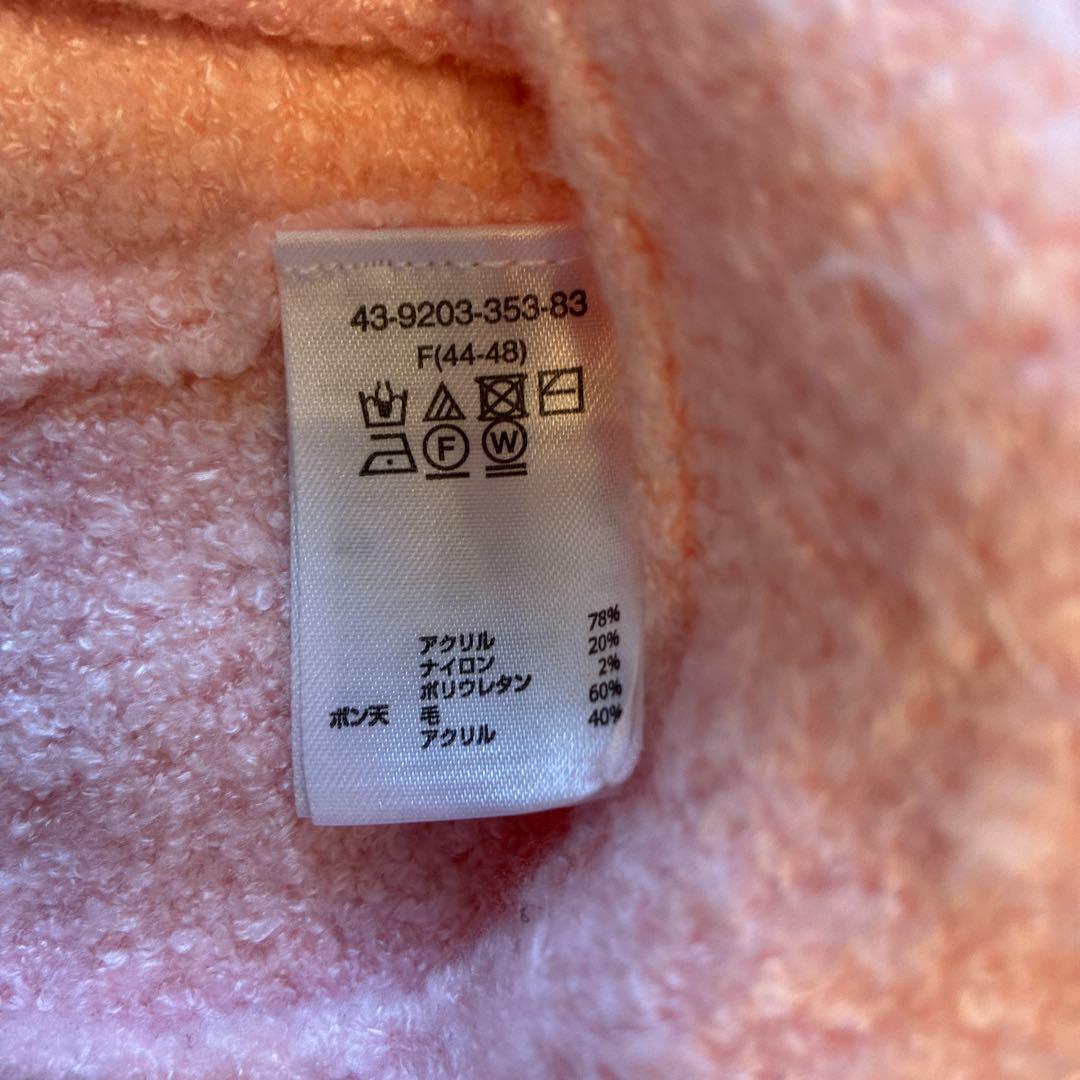 43-9203-353-83
F(44-48)
F W
アクリル 78%
ナイロン 20%
ポリウレタン 2%
ポン天 毛 60%
アクリル 40%